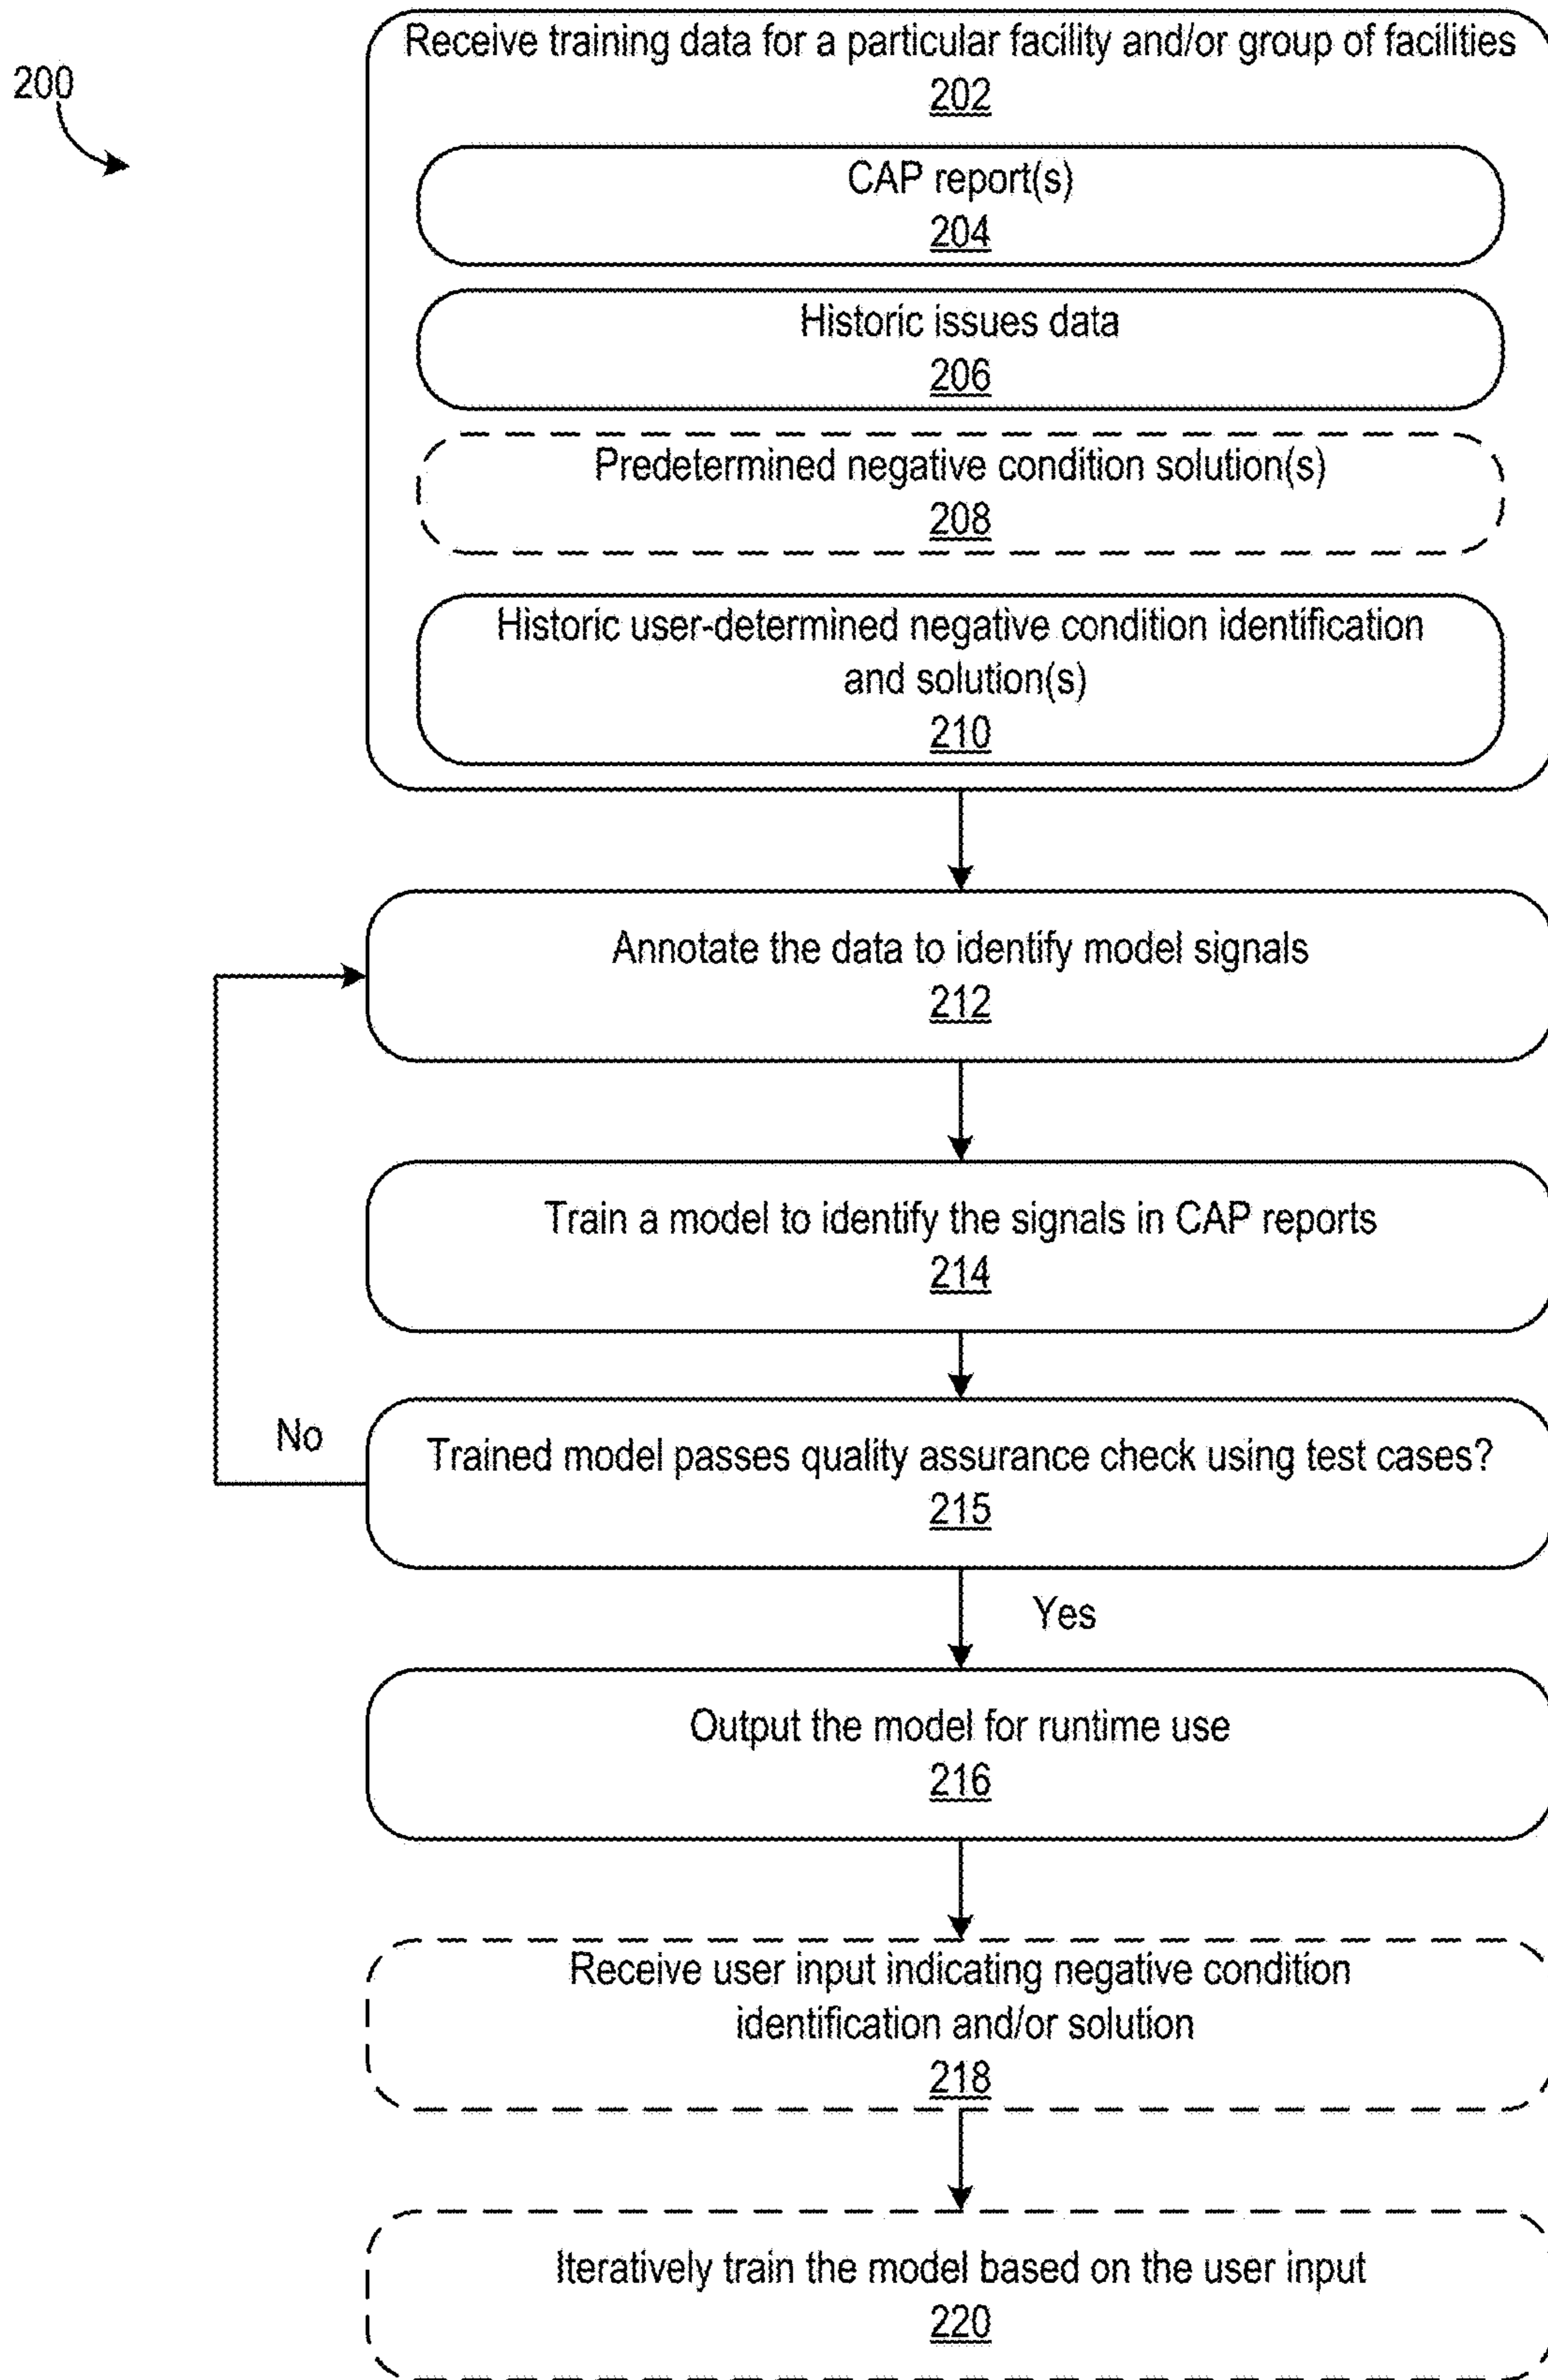 200
Receive training data for a particular facility and/or group of facilities
202
CAP report(s)
204
Historic issues data
206
Predetermined negative condition solution(s)
208
Historic user-determined negative condition identification
and solution(s)
210
Annotate the data to identify model signals
212
Train a model to identify the signals in CAP reports
214
No
Trained model passes quality assurance check using test cases?
215
Yes
Output the model for runtime use
216
Receive user input indicating negative condition
identification and/or solution
218
Iteratively train the model based on the user input
220